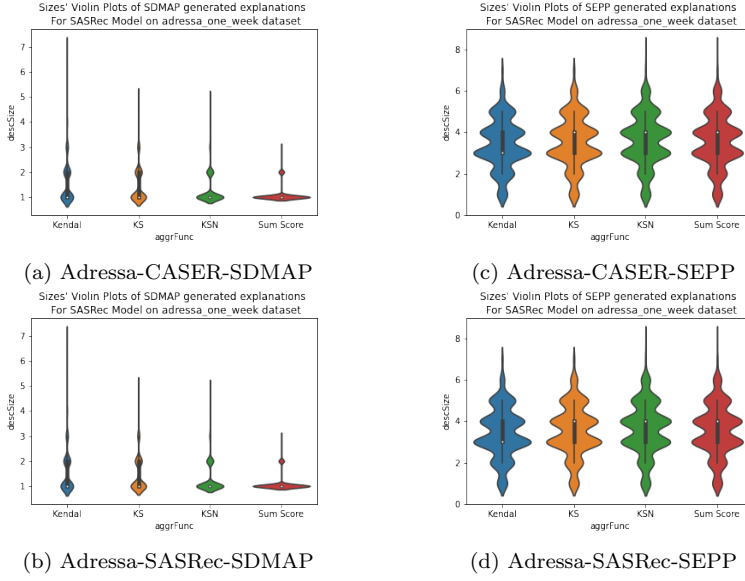 Sizes' Violin Plots of SDMAP generated explanations
For SASRec Model on adressa_one_week dataset
7
6
5
4
3
2
1
descSize
Kendal KS KSN Sum Score
aggrFunc
(a) Adressa-CASER-SDMAP
Sizes' Violin Plots of SEPP generated explanations
For SASRec Model on adressa_one_week dataset
8
6
4
2
0
descSize
Kendal KS KSN Sum Score
aggrFunc
(c) Adressa-CASER-SEPP
Sizes' Violin Plots of SDMAP generated explanations
For SASRec Model on adressa_one_week dataset
7
6
5
4
3
2
1
descSize
Kendal KS KSN Sum Score
aggrFunc
(b) Adressa-SASRec-SDMAP
Sizes' Violin Plots of SEPP generated explanations
For SASRec Model on adressa_one_week dataset
8
6
4
2
0
descSize
Kendal KS KSN Sum Score
aggrFunc
(d) Adressa-SASRec-SEPP